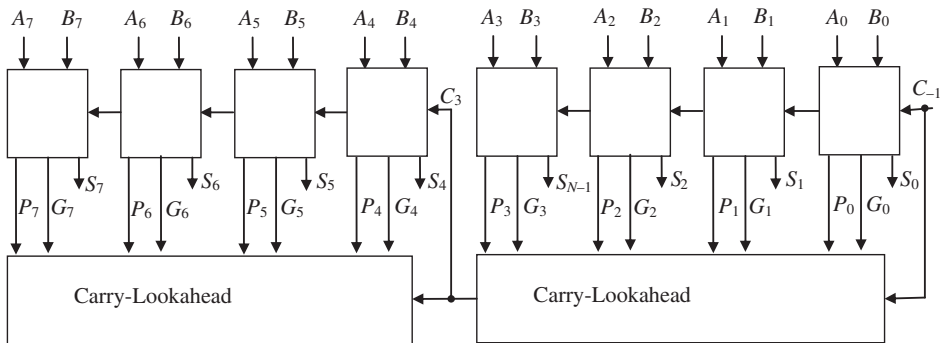 A7 B7 A6 B6 A5 B5 A4 B4 A3 B3 A2 B2 A1 B1 A0 B0
C3 C–1
S7 S6 S5 S4 SN–1 S2 S1 S0
P7 G7 P6 G6 P5 G5 P4 G4 P3 G3 P2 G2 P1 G1 P0 G0
Carry-Lookahead Carry-Lookahead